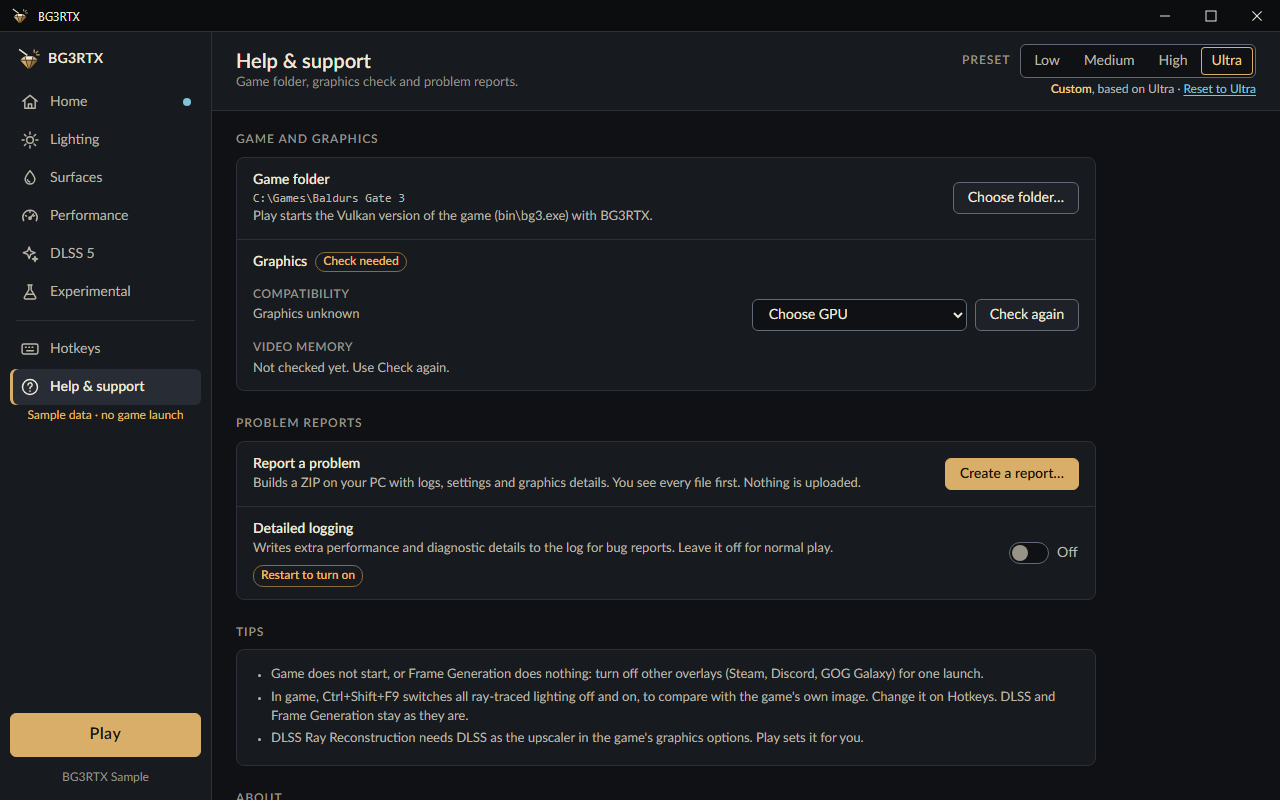 BG3RTX
BG3RTX
Home
Lighting
Surfaces
Performance
DLSS 5
Experimental
Hotkeys
Help & support
Sample data · no game launch
Play
BG3RTX Sample
Help & support
Game folder, graphics check and problem reports.
PRESET
Low
Medium
High
Ultra
Custom, based on Ultra · Reset to Ultra
GAME AND GRAPHICS
Game folder
C:\Games\Baldurs Gate 3
Play starts the Vulkan version of the game (bin\bg3.exe) with BG3RTX.
Choose folder...
Graphics
Check needed
COMPATIBILITY
Graphics unknown
Choose GPU
Check again
VIDEO MEMORY
Not checked yet. Use Check again.
PROBLEM REPORTS
Report a problem
Builds a ZIP on your PC with logs, settings and graphics details. You see every file first. Nothing is uploaded.
Create a report...
Detailed logging
Writes extra performance and diagnostic details to the log for bug reports. Leave it off for normal play.
Restart to turn on
Off
TIPS
• Game does not start, or Frame Generation does nothing: turn off other overlays (Steam, Discord, GOG Galaxy) for one launch.
• In game, Ctrl+Shift+F9 switches all ray-traced lighting off and on, to compare with the game's own image. Change it on Hotkeys. DLSS and
Frame Generation stay as they are.
• DLSS Ray Reconstruction needs DLSS as the upscaler in the game's graphics options. Play sets it for you.
ABOUT